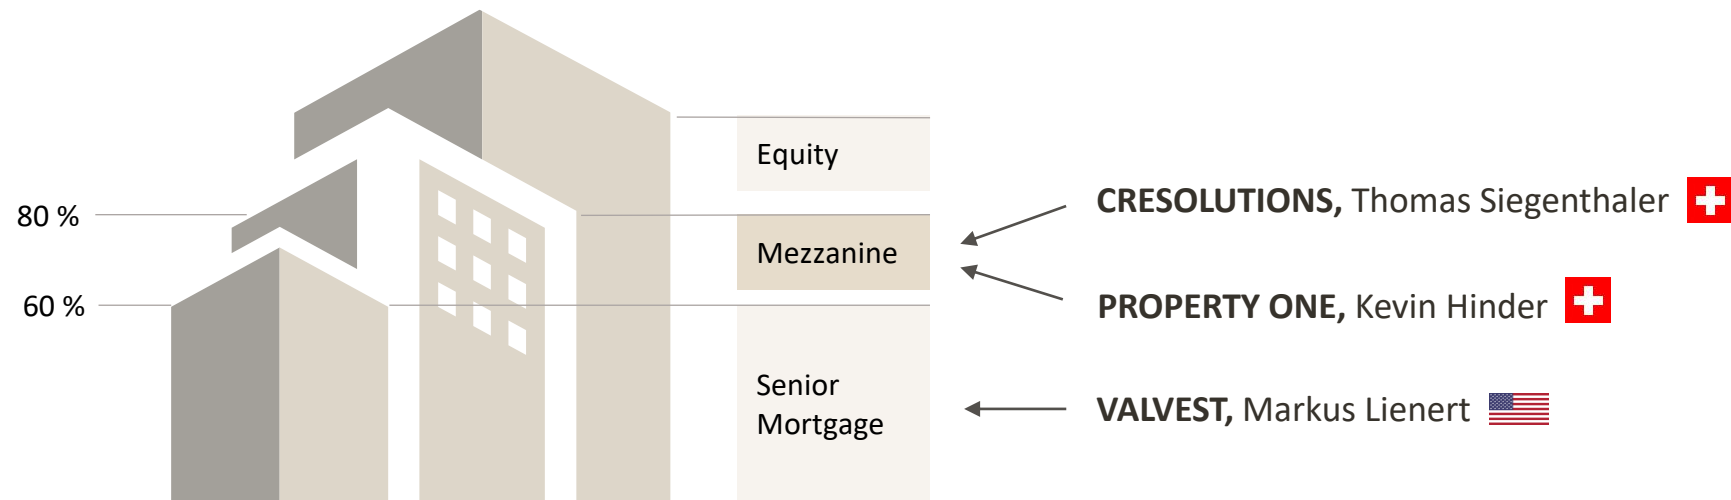 80 %
60 %
Equity
Mezzanine
Senior
Mortgage
CRESOLUTIONS, Thomas Siegenthaler
PROPERTY ONE, Kevin Hinder
VALVEST, Markus Lienert